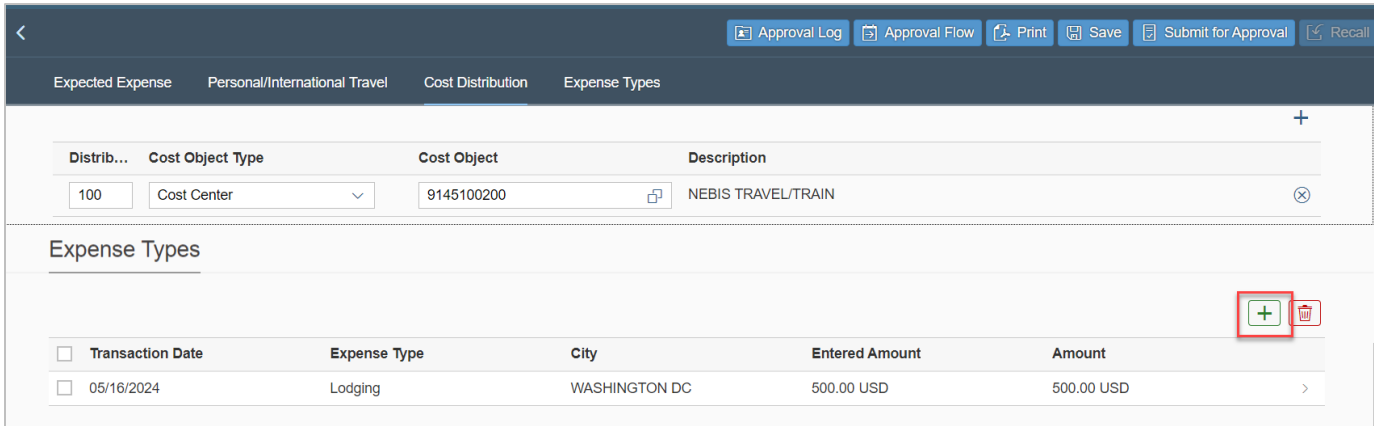 Approval Log Approval Flow Print Save Submit for Approval Recall
Expected Expense Personal/International Travel Cost Distribution Expense Types
Distrib... Cost Object Type Cost Object Description
100 Cost Center 9145100200 NEBIS TRAVEL/TRAIN
Expense Types
Transaction Date Expense Type City Entered Amount Amount
05/16/2024 Lodging WASHINGTON DC 500.00 USD 500.00 USD